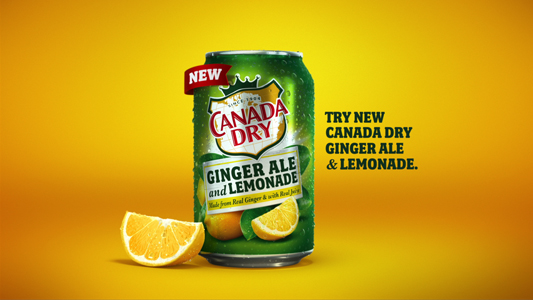 NEW
SINCE 1904
CANADA
DRY
GINGER ALE
and LEMONADE
Made from Real Ginger & with Real Juice
TRY NEW
CANADA DRY
GINGER ALE
& LEMONADE.